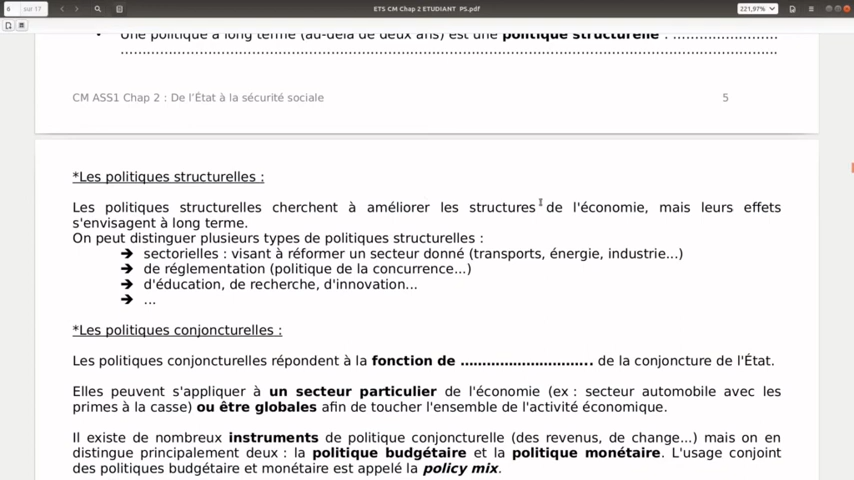 6 sur 17
ETS CM Chap 2 ETUDIANT PS.pdf
221,97%
• Une politique à long terme (au-delà de deux ans) est une politique structurelle : ......................
........................................................................................................................................................
CM ASS1 Chap 2 : De l'État à la sécurité sociale 5
*Les politiques structurelles :
Les politiques structurelles cherchent à améliorer les structures de l'économie, mais leurs effets
s'envisagent à long terme.
On peut distinguer plusieurs types de politiques structurelles :
➔ sectorielles : visant à réformer un secteur donné (transports, énergie, industrie...)
➔ de réglementation (politique de la concurrence...)
➔ d'éducation, de recherche, d'innovation...
➔ ...
*Les politiques conjoncturelles :
Les politiques conjoncturelles répondent à la fonction de ................................ de la conjoncture de l'État.
Elles peuvent s'appliquer à un secteur particulier de l'économie (ex : secteur automobile avec les
primes à la casse) ou être globales afin de toucher l'ensemble de l'activité économique.
Il existe de nombreux instruments de politique conjoncturelle (des revenus, de change...) mais on en
distingue principalement deux : la politique budgétaire et la politique monétaire. L'usage conjoint
des politiques budgétaire et monétaire est appelé la policy mix.